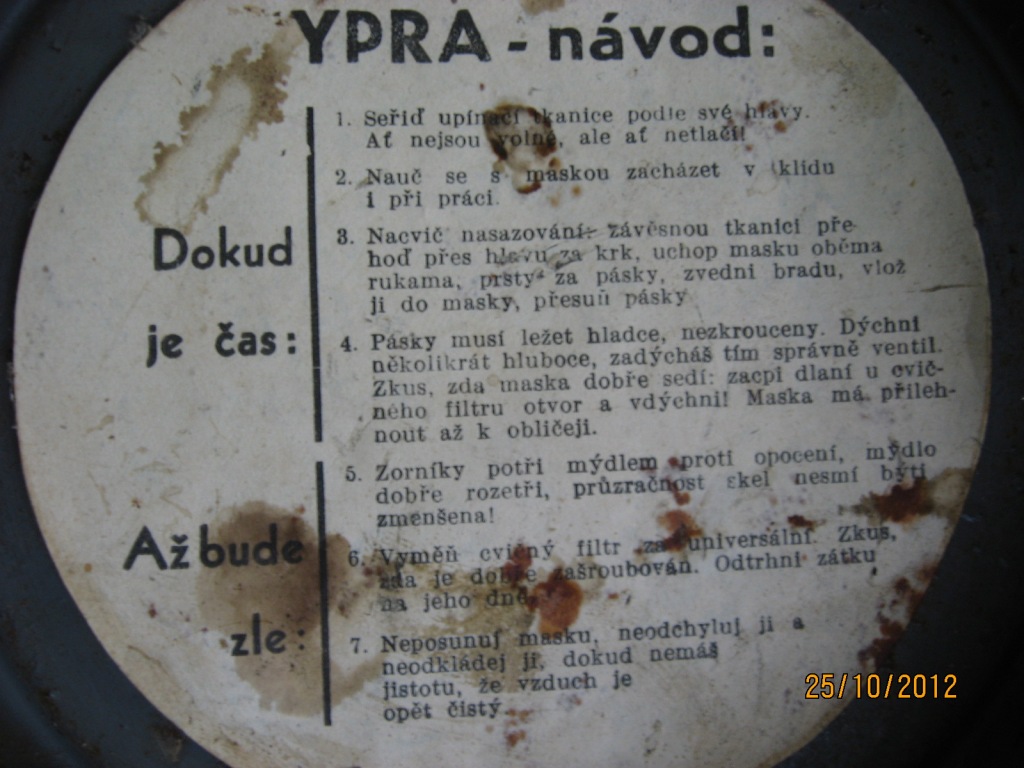 YPRA - návod:
1. Seřiď upínací tkanice podle své hlavy.
Ať nejsou volné, ale ať netlačí!
2. Nauč se s maskou zacházet v klidu
i při práci.
Dokud
je čas:
3. Nacvič nasazování: závěsnou tkanici pře-
hoď přes hlavu za krk, uchop masku oběma
rukama, prsty za pásky, zvedni bradu, vlož
ji do masky, přesuň pásky
4. Pásky musí ležet hladce, nezkrouceny. Dýchni
několikrát hluboce, zadýcháš tím správně ventil.
Zkus, zda maska dobře sedí: zacpi dlaní u cvič-
ného filtru otvor a vdýchni! Maska má přileh-
nout až k obličeji.
Až bude
zle:
5. Zorníky potři mýdlem proti opocení, mýdlo
dobře rozetři, průzračnost skel nesmí býti
zmenšena!
6. Vyměň cvičný filtr za universální. Zkus,
zda je dobře zašroubován. Odtrhni zátku
na jeho dně
7. Neposunuj masku, neodchyluj ji a
neodkládej ji, dokud nemáš
jistotu, že vzduch je
opět čistý
25/10/2012